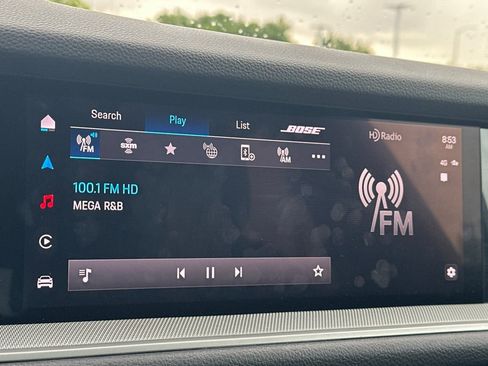 Search Play List BOSE HD Radio 8:53
AM
FM sxm AM 4G
100.1 FM HD
MEGA R&B
FM